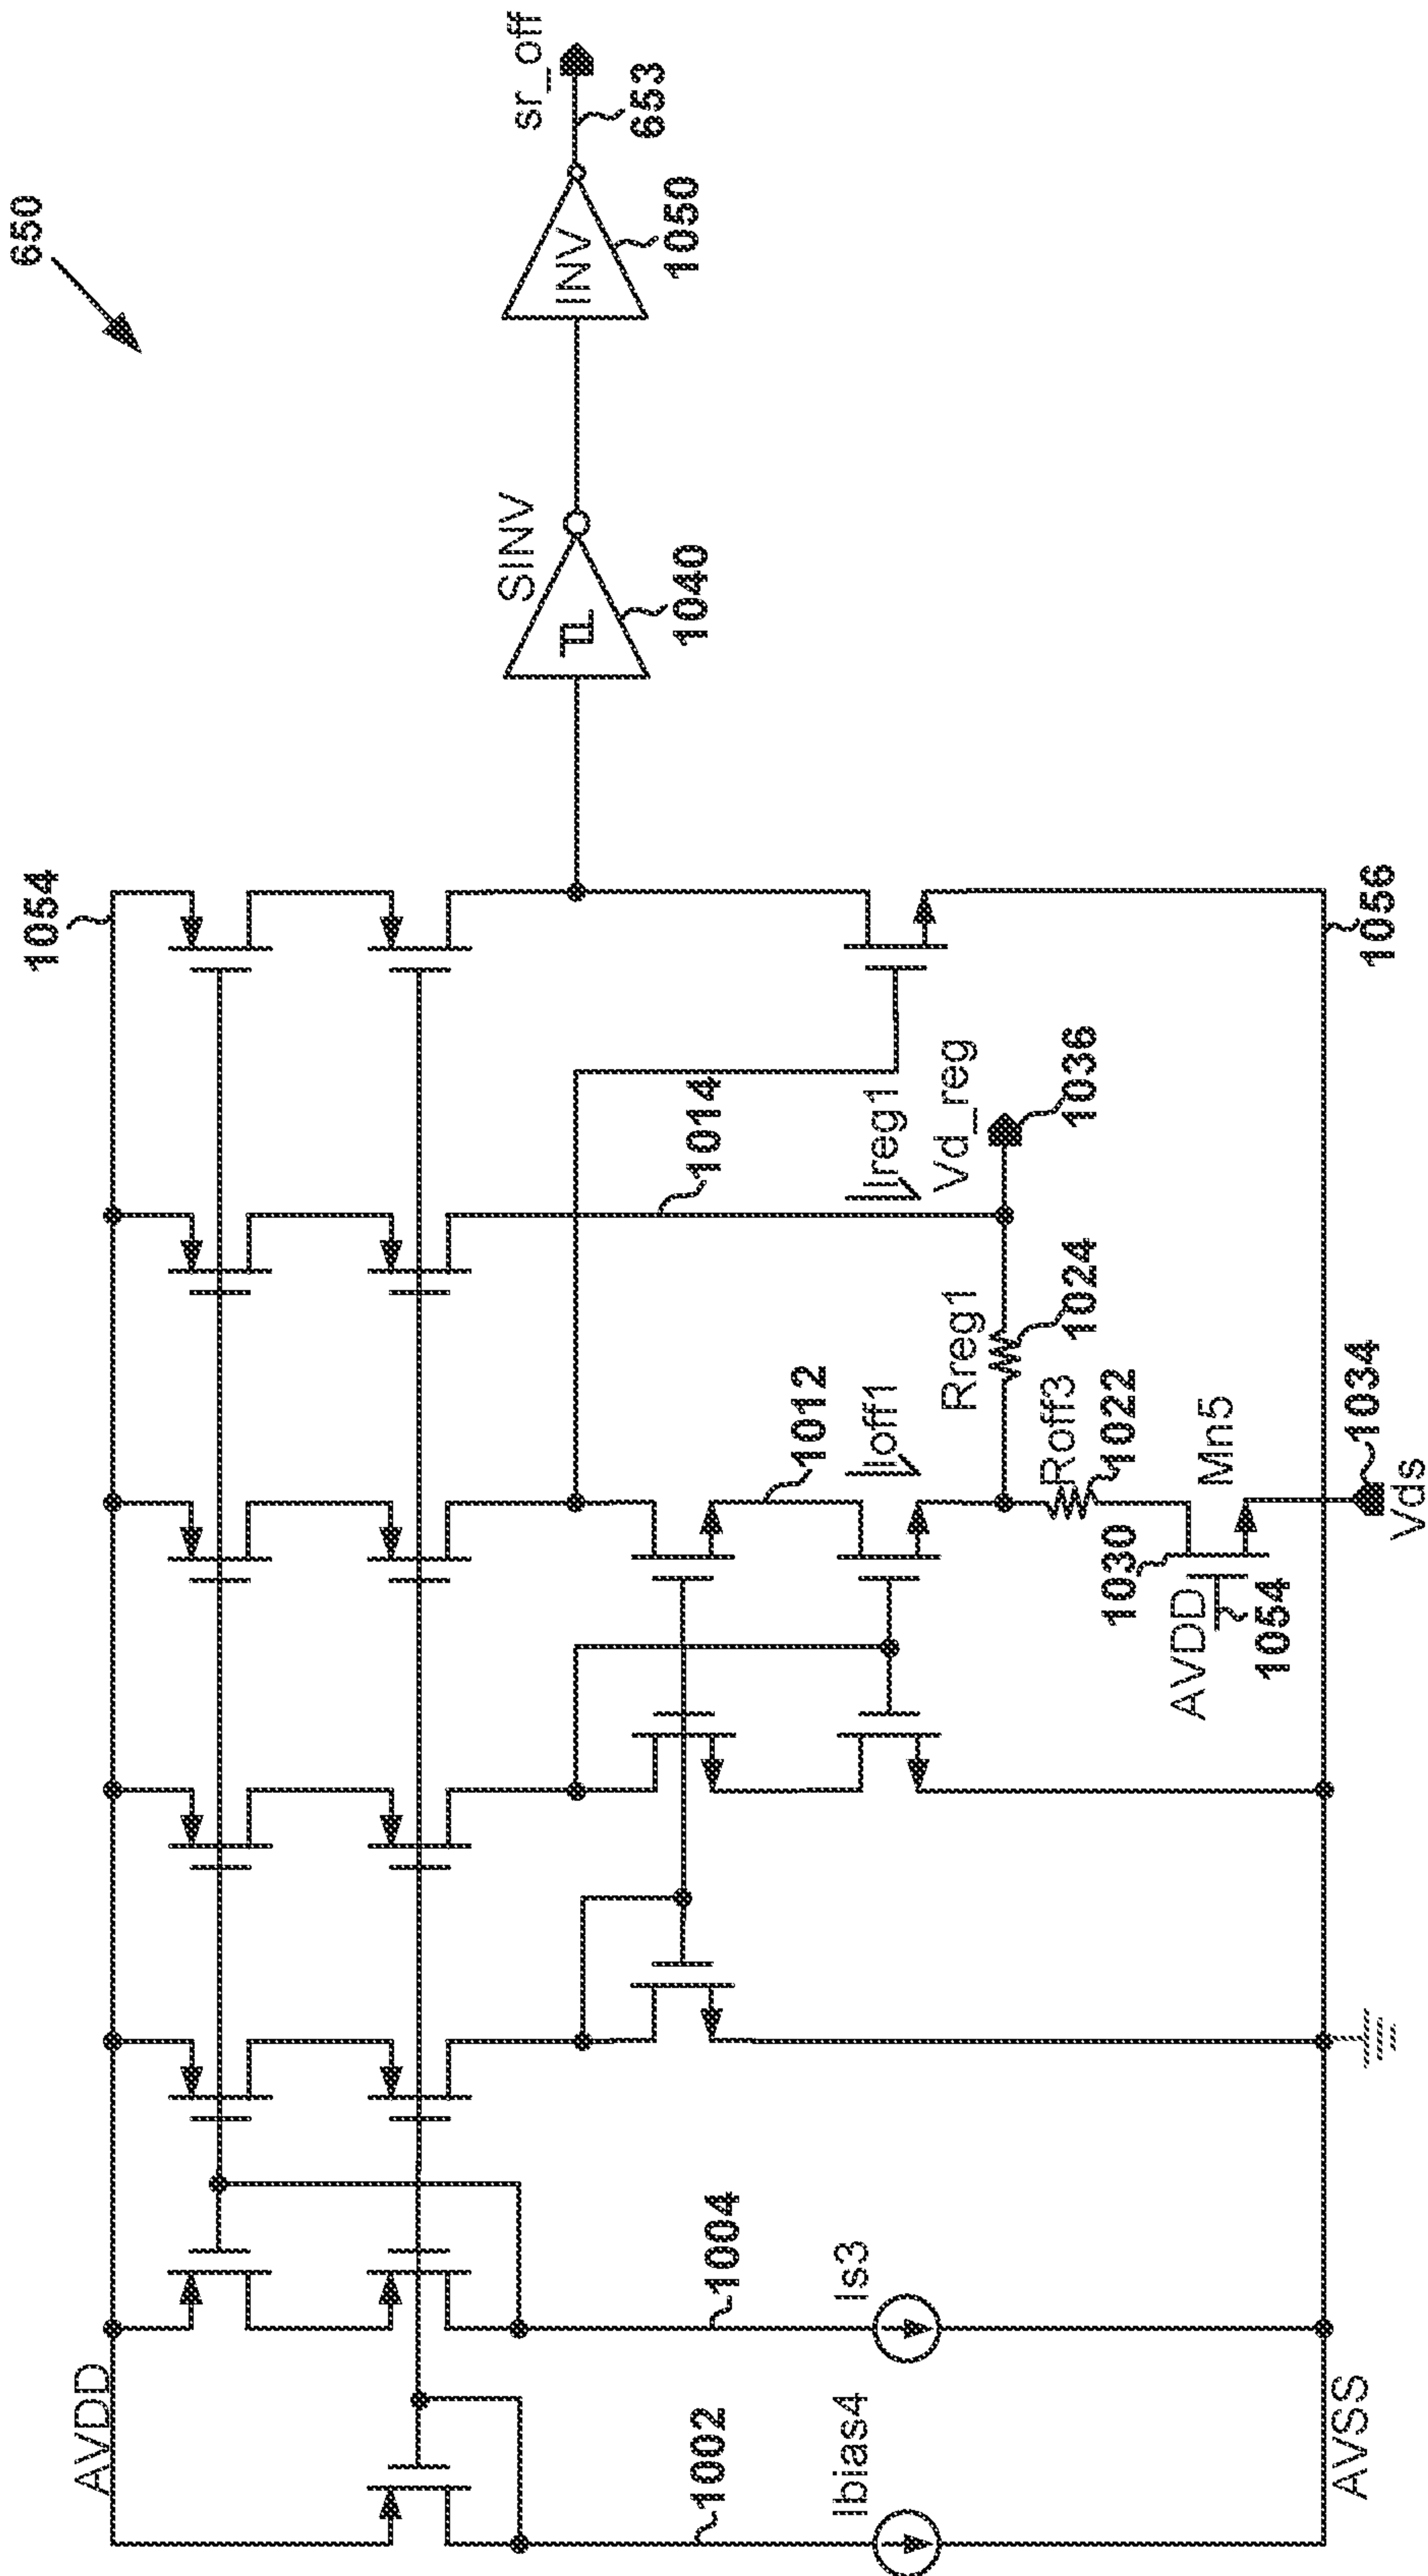 650
sr_off
653
INV
1050
SINV
1040
1054
1056
Ireg1
Vd_reg
1014
1036
Rreg1
1024
1012
Ioff1
Roff3
1022
Mn5
1030
AVDD
1054
1034
Vds
1004
Is3
AVDD
1002
Ibias4
AVSS